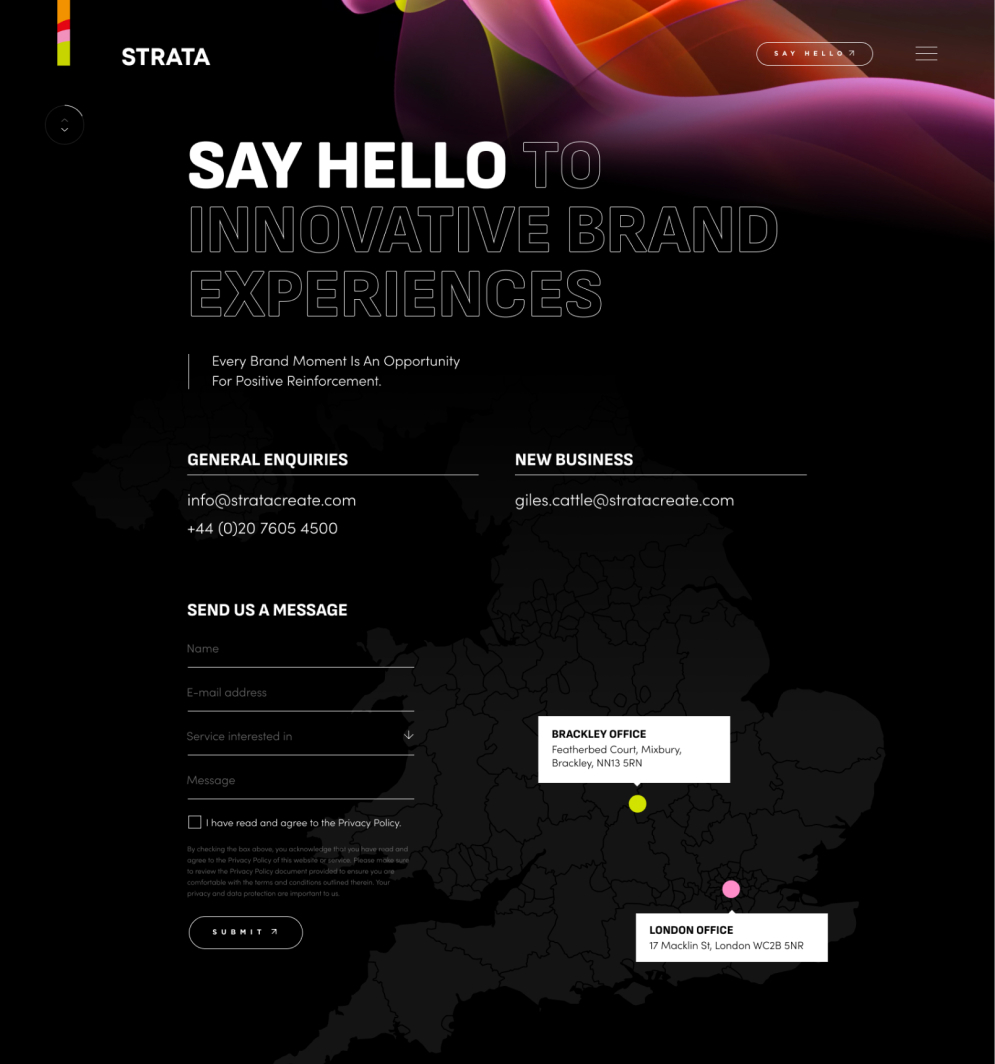 STRATA
SAY HELLO
SAY HELLO TO
INNOVATIVE BRAND
EXPERIENCES
Every Brand Moment Is An Opportunity
For Positive Reinforcement.
GENERAL ENQUIRIES
info@stratacreate.com
+44 (0)20 7605 4500
NEW BUSINESS
giles.cattle@stratacreate.com
SEND US A MESSAGE
Name
E-mail address
Service interested in
Message
I have read and agree to the Privacy Policy.
By checking the box above, you acknowledge that you have read and
agree to the Privacy Policy of this website or service. Please make sure
to review the Privacy Policy document provided to ensure you are
comfortable with the terms and conditions outlined therein. Your
privacy and data protection are important to us.
SUBMIT
BRACKLEY OFFICE
Featherbed Court, Mixbury,
Brackley, NN13 5RN
LONDON OFFICE
17 Macklin St, London WC2B 5NR